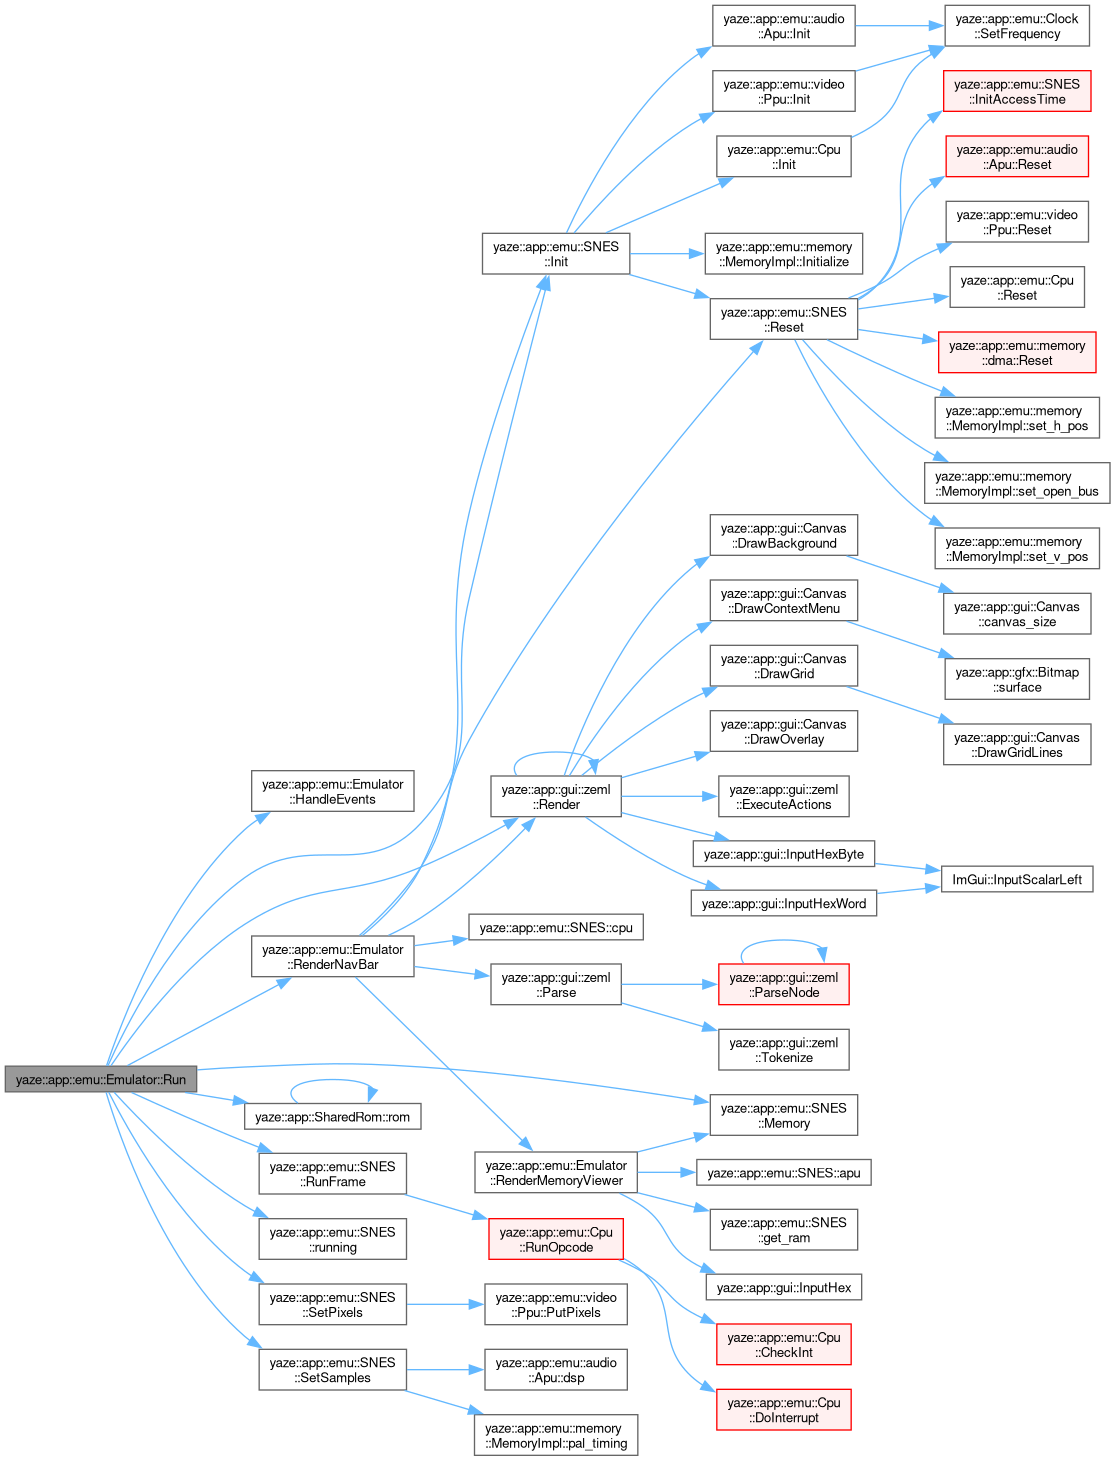 yaze::app::emu::Emulator::Run
yaze::app::emu::Emulator
::HandleEvents
yaze::app::emu::Emulator
::RenderNavBar
yaze::app::SharedRom::rom
yaze::app::emu::SNES
::RunFrame
yaze::app::emu::SNES
::running
yaze::app::emu::SNES
::SetPixels
yaze::app::emu::SNES
::SetSamples
yaze::app::emu::SNES
::Init
yaze::app::gui::zeml
::Render
yaze::app::emu::SNES::cpu
yaze::app::gui::zeml
::Parse
yaze::app::emu::Emulator
::RenderMemoryViewer
yaze::app::emu::Cpu
::RunOpcode
yaze::app::emu::video
::Ppu::PutPixels
yaze::app::emu::audio
::Apu::dsp
yaze::app::emu::memory
::MemoryImpl::pal_timing
yaze::app::emu::audio
::Apu::Init
yaze::app::emu::video
::Ppu::Init
yaze::app::emu::Cpu
::Init
yaze::app::emu::memory
::MemoryImpl::Initialize
yaze::app::emu::SNES
::Reset
yaze::app::gui::Canvas
::DrawBackground
yaze::app::gui::Canvas
::DrawContextMenu
yaze::app::gui::Canvas
::DrawGrid
yaze::app::gui::Canvas
::DrawOverlay
yaze::app::gui::zeml
::ExecuteActions
yaze::app::gui::InputHexByte
yaze::app::gui::InputHexWord
yaze::app::gui::zeml
::ParseNode
yaze::app::gui::zeml
::Tokenize
yaze::app::emu::SNES
::Memory
yaze::app::emu::SNES::apu
yaze::app::emu::SNES
::get_ram
yaze::app::gui::InputHex
yaze::app::emu::Cpu
::CheckInt
yaze::app::emu::Cpu
::DoInterrupt
yaze::app::emu::Clock
::SetFrequency
yaze::app::emu::SNES
::InitAccessTime
yaze::app::emu::audio
::Apu::Reset
yaze::app::emu::video
::Ppu::Reset
yaze::app::emu::Cpu
::Reset
yaze::app::emu::memory
::dma::Reset
yaze::app::emu::memory
::MemoryImpl::set_h_pos
yaze::app::emu::memory
::MemoryImpl::set_open_bus
yaze::app::emu::memory
::MemoryImpl::set_v_pos
yaze::app::gui::Canvas
::canvas_size
yaze::app::gfx::Bitmap
::surface
yaze::app::gui::Canvas
::DrawGridLines
ImGui::InputScalarLeft